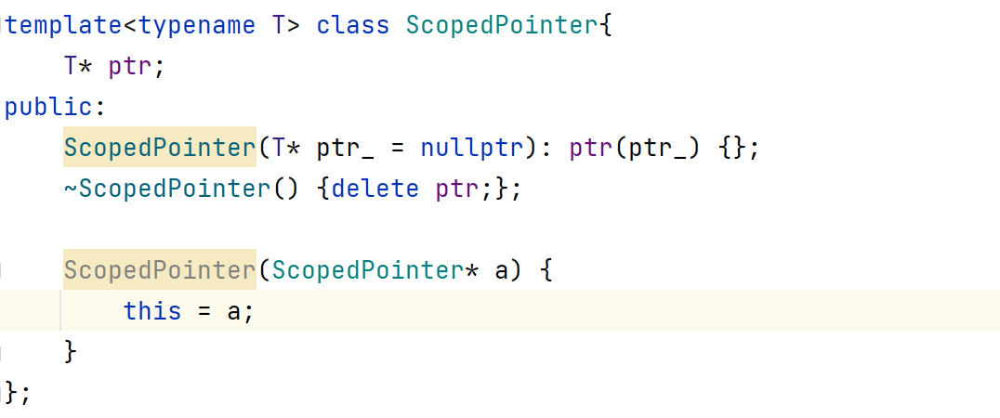 template<typename T> class ScopedPointer{
    T* ptr;
public:
    ScopedPointer(T* ptr_ = nullptr): ptr(ptr_) {};
    ~ScopedPointer() {delete ptr;};

    ScopedPointer(ScopedPointer* a) {
        this = a;
    }
};